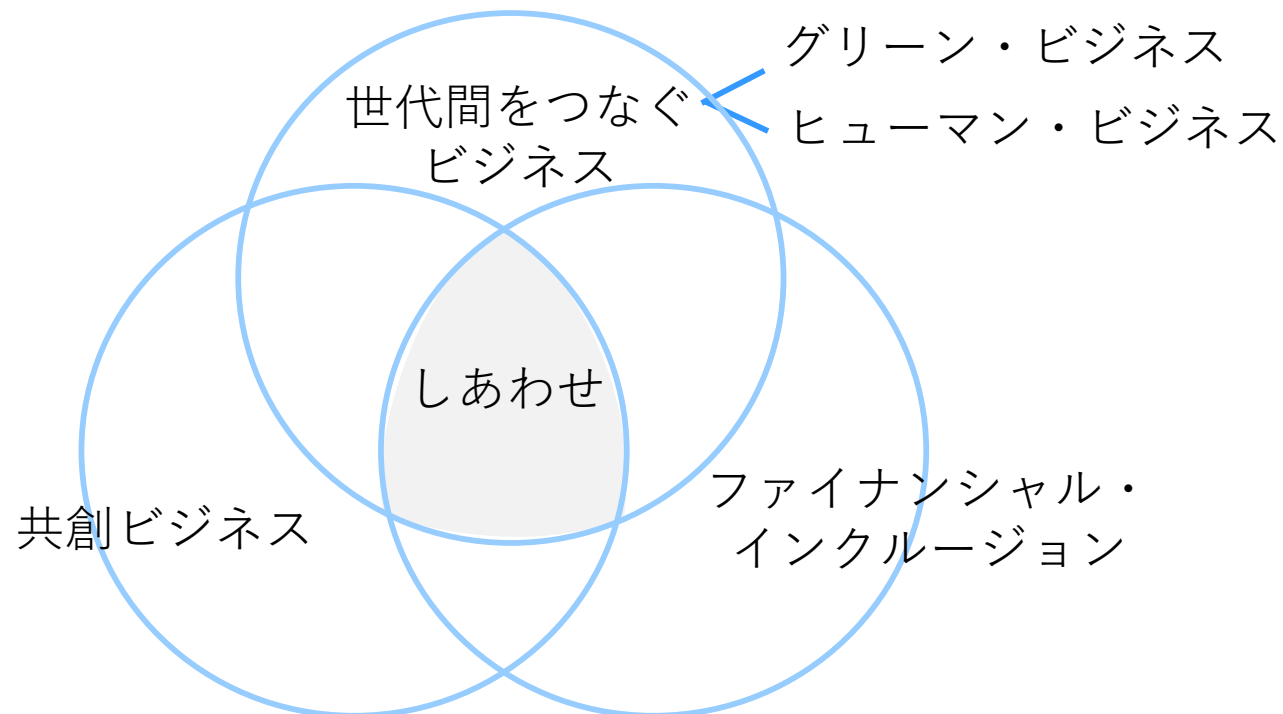 グリーン・ビジネス
世代間をつなぐ
ヒューマン・ビジネス
ビジネス
しあわせ
ファイナンシャル・
共創ビジネス
インクルージョン